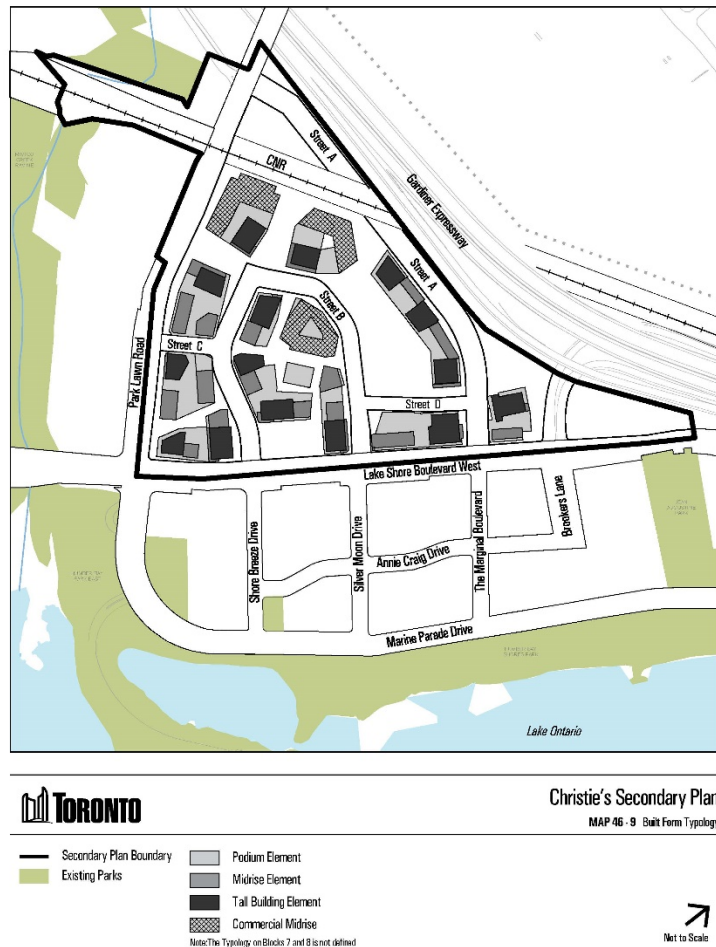 Street A
CNR
Gardiner Expressway
Street A
Street B
Street C
Park Lawn Road
Street D
Lake Shore Boulevard West
Shore Breeze Drive
Silver Moon Drive
Annie Craig Drive
The Marginal Boulevard
Breakers Lane
Marine Parade Drive
Lake Ontario
TORONTO
Christie's Secondary Plan
MAP 46 - 9 Built Form Typology
Secondary Plan Boundary
Existing Parks
Podium Element
Midrise Element
Tall Building Element
Commercial Midrise
Note: The Typology on Blocks 7 and 8 is not defined
Not to Scale